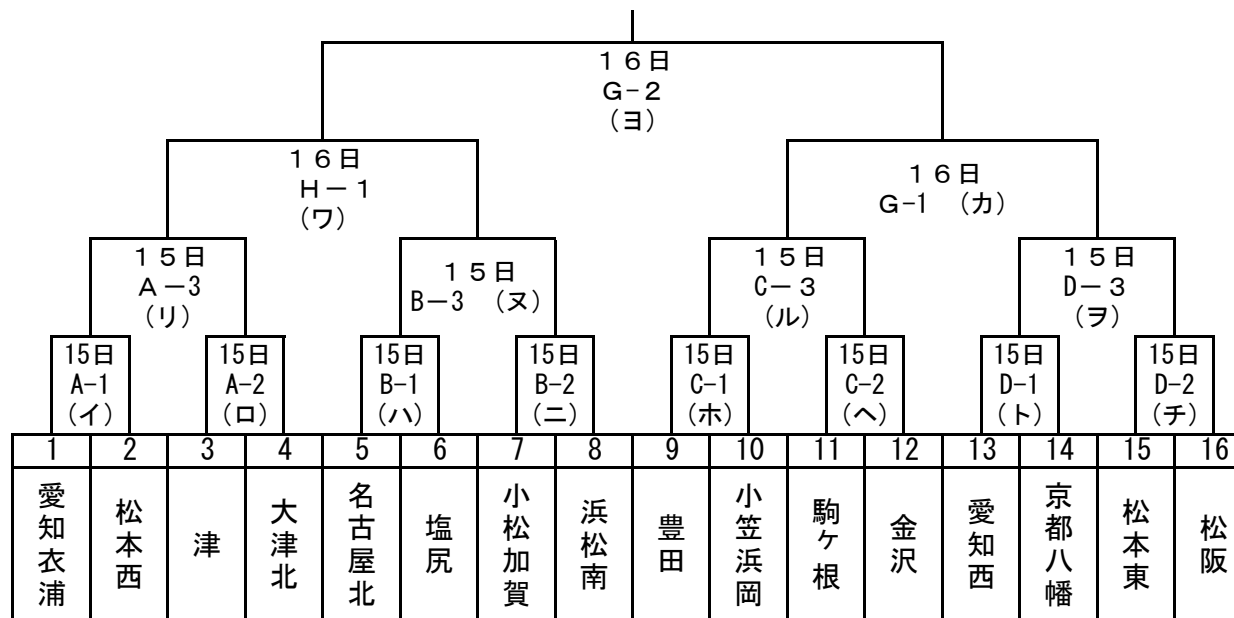 １６日
Ｇ−２
（ヨ）
１６日
Ｈ−１
（ワ）
１６日
Ｇ−1　（カ）
１５日
Ａ−3
（リ）
１５日
B−3　（ヌ）
１５日
C−３
（ル）
１５日
D−３
（ヲ）
15日
A-1
（イ）
15日
A-2
（ロ）
15日
B-1
（ハ）
15日
B-2
（ニ）
15日
C-1
（ホ）
15日
C-2
（ヘ）
15日
D-1
（ト）
15日
D-2
（チ）
1 2 3 4 5 6 7 8 9 10 11 12 13 14 15 16
愛知衣浦
松本西
津
大津北
名古屋北
塩尻
小松加賀
浜松南
豊田
小笠浜岡
駒ケ根
金沢
愛知西
京都八幡
松本東
松阪